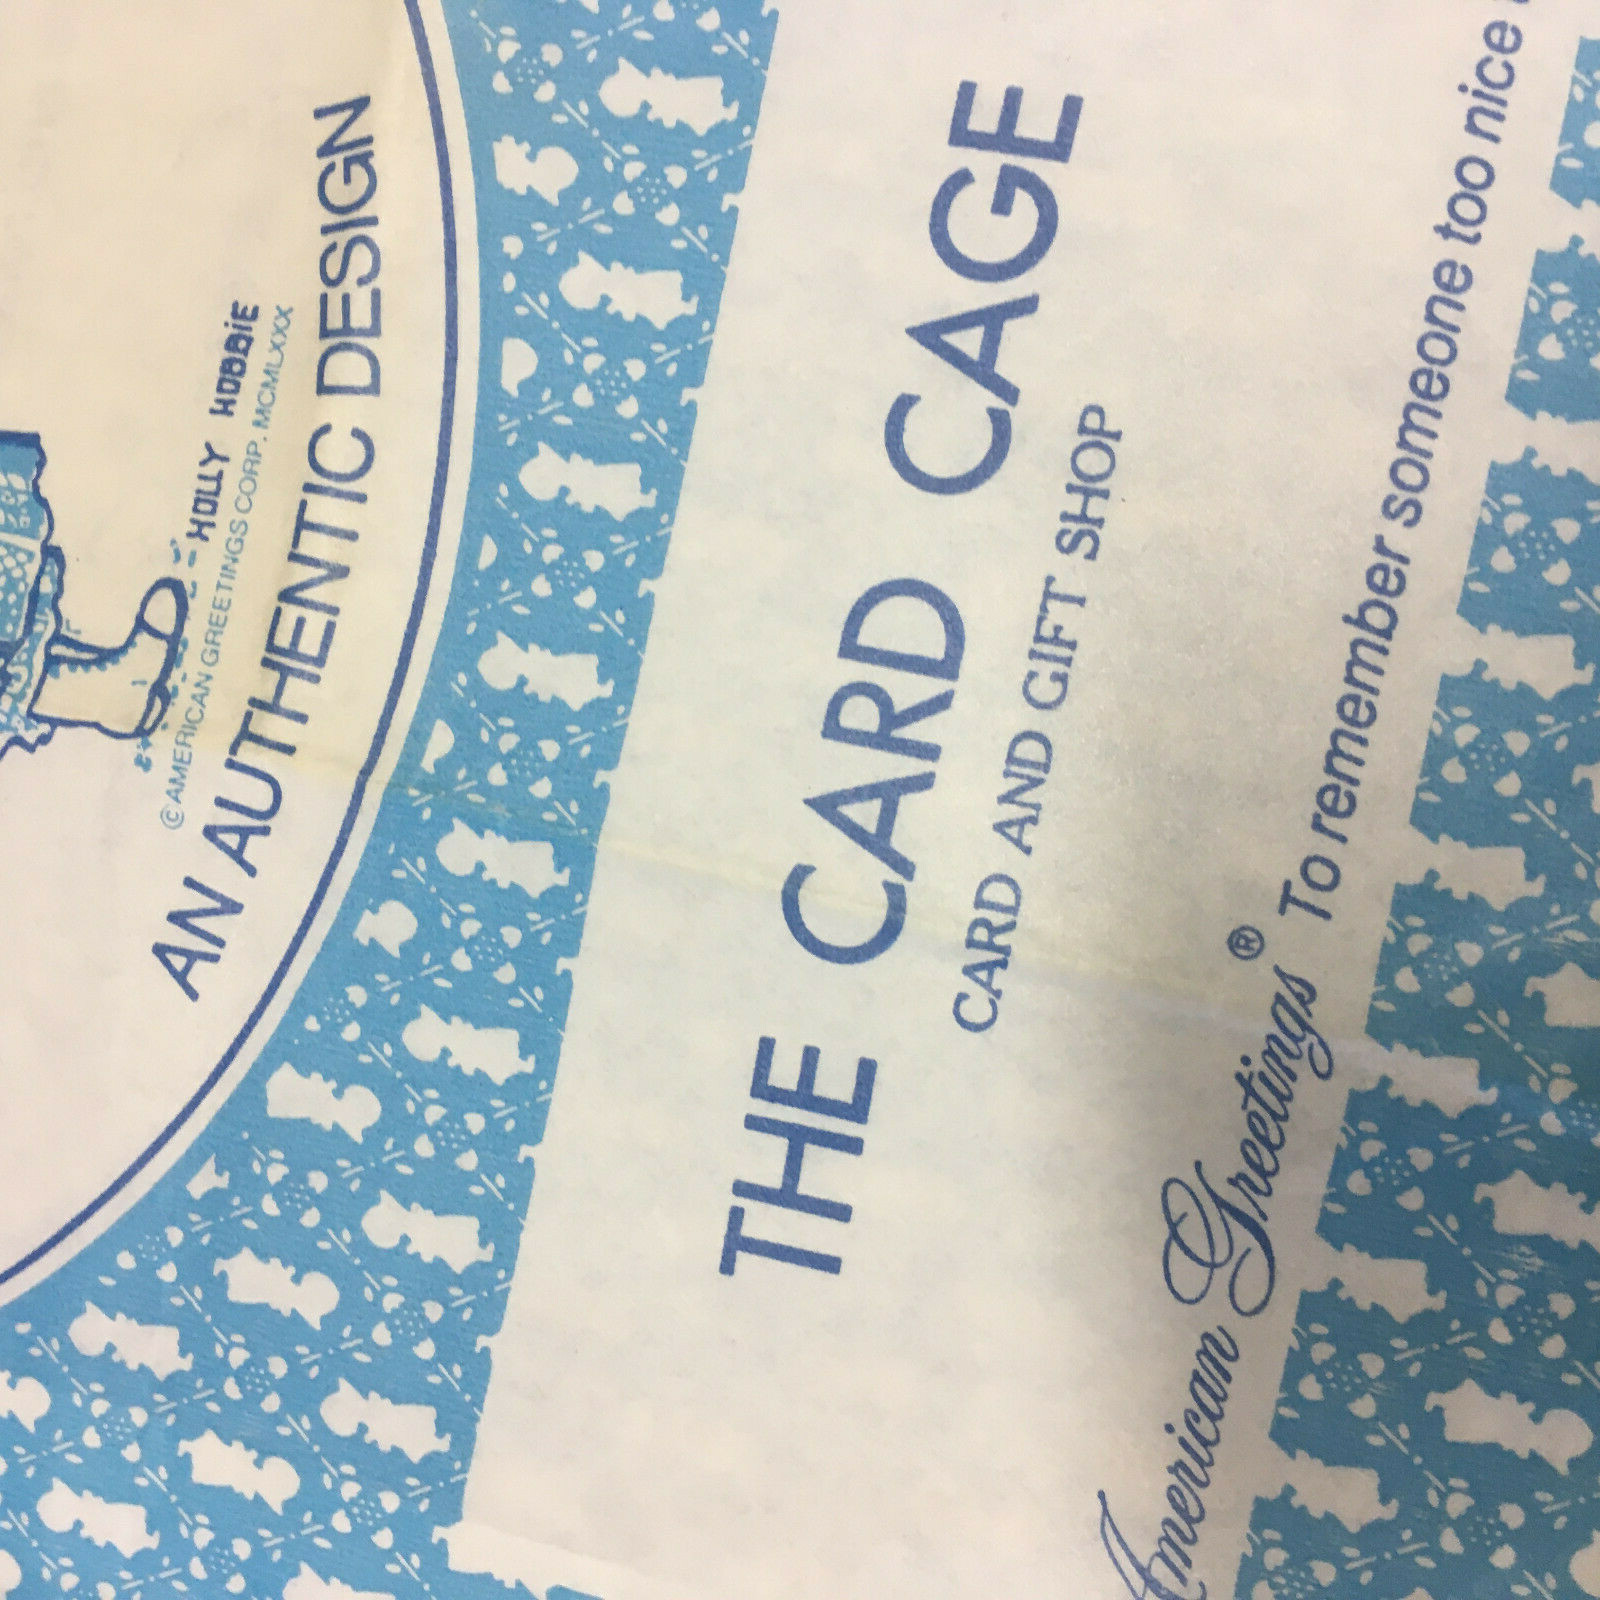 HOLLY HOBBIE
© AMERICAN GREETINGS CORP. MCMLXXX
AN AUTHENTIC DESIGN
THE CARD CAGE
CARD AND GIFT SHOP
American Greetings® To remember someone too nice